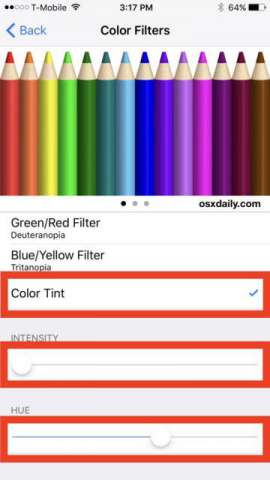 T-Mobile 3:17 PM 64%
Back Color Filters
osxdaily.com
Green/Red Filter
Deuteranopia
Blue/Yellow Filter
Tritanopia
Color Tint
INTENSITY
HUE